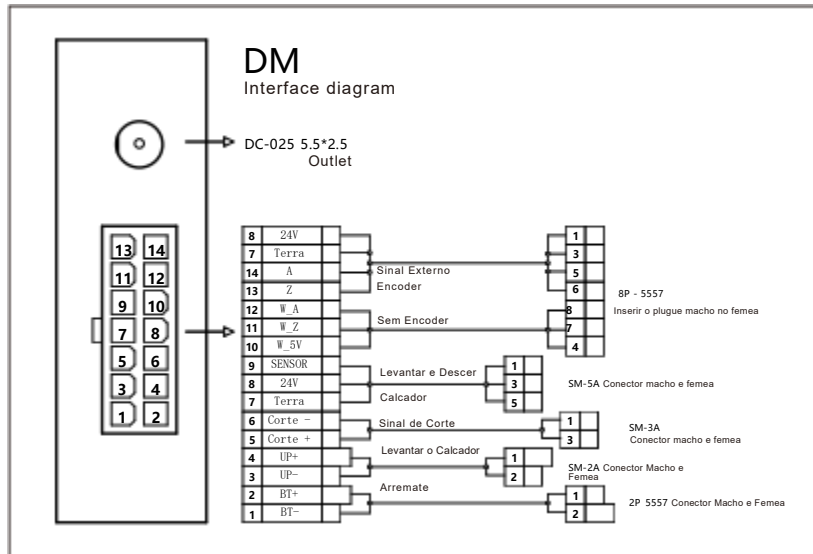 DM
Interface diagram
DC-025 5.5*2.5
Outlet
13 14
11 12
9 10
7 8
5 6
3 4
1 2
8 24V
7 Terra
14 A
13 Z
12 W_A
11 W_Z
10 W_5V
9 SENSOR
8 24V
7 Terra
6 Corte -
5 Corte +
4 UP+
3 UP-
2 BT+
1 BT-
Sinal Externo
Encoder
Sem Encoder
Levantar e Descer
Calcador
Sinal de Corte
Levantar o Calcador
Arremate
1
3
5
6
8
7
4
8P - 5557
Inserir o plugue macho no femea
1
3
5
SM-5A Conector macho e femea
1
3
SM-3A
Conector macho e femea
1
2
SM-2A Conector Macho e
Femea
1
2
2P 5557 Conector Macho e Femea